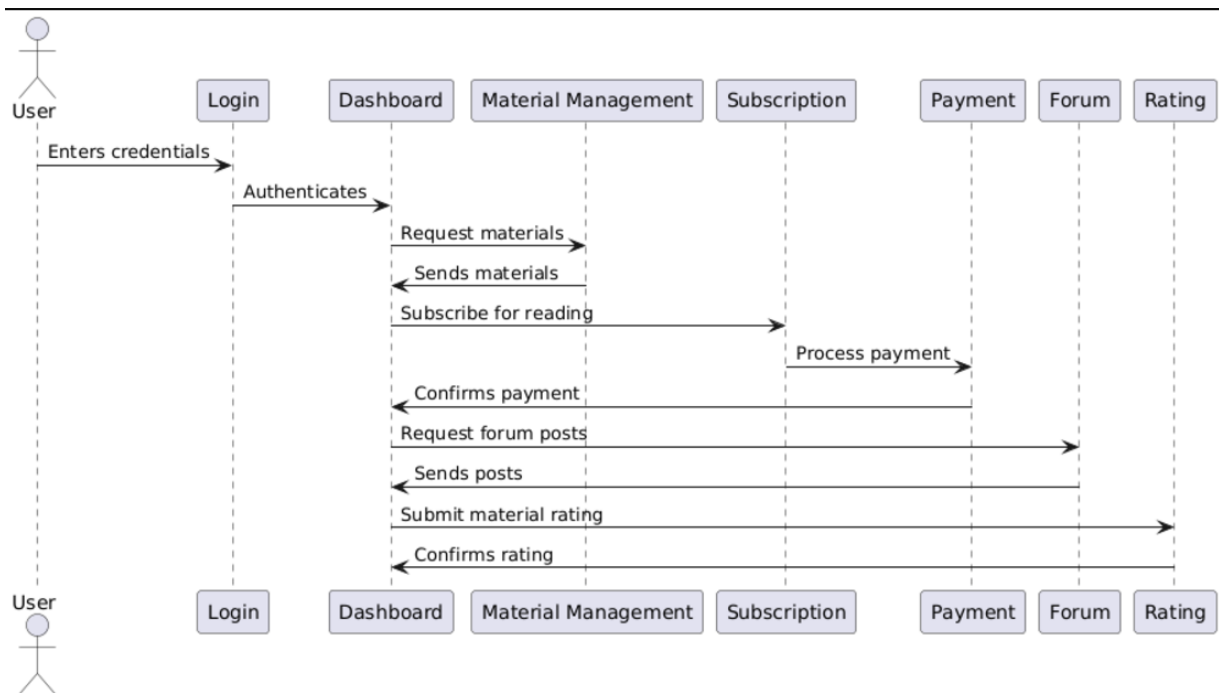 User
Login
Dashboard
Material Management
Subscription
Payment
Forum
Rating
Enters credentials
Authenticates
Request materials
Sends materials
Subscribe for reading
Process payment
Confirms payment
Request forum posts
Sends posts
Submit material rating
Confirms rating
User
Login
Dashboard
Material Management
Subscription
Payment
Forum
Rating